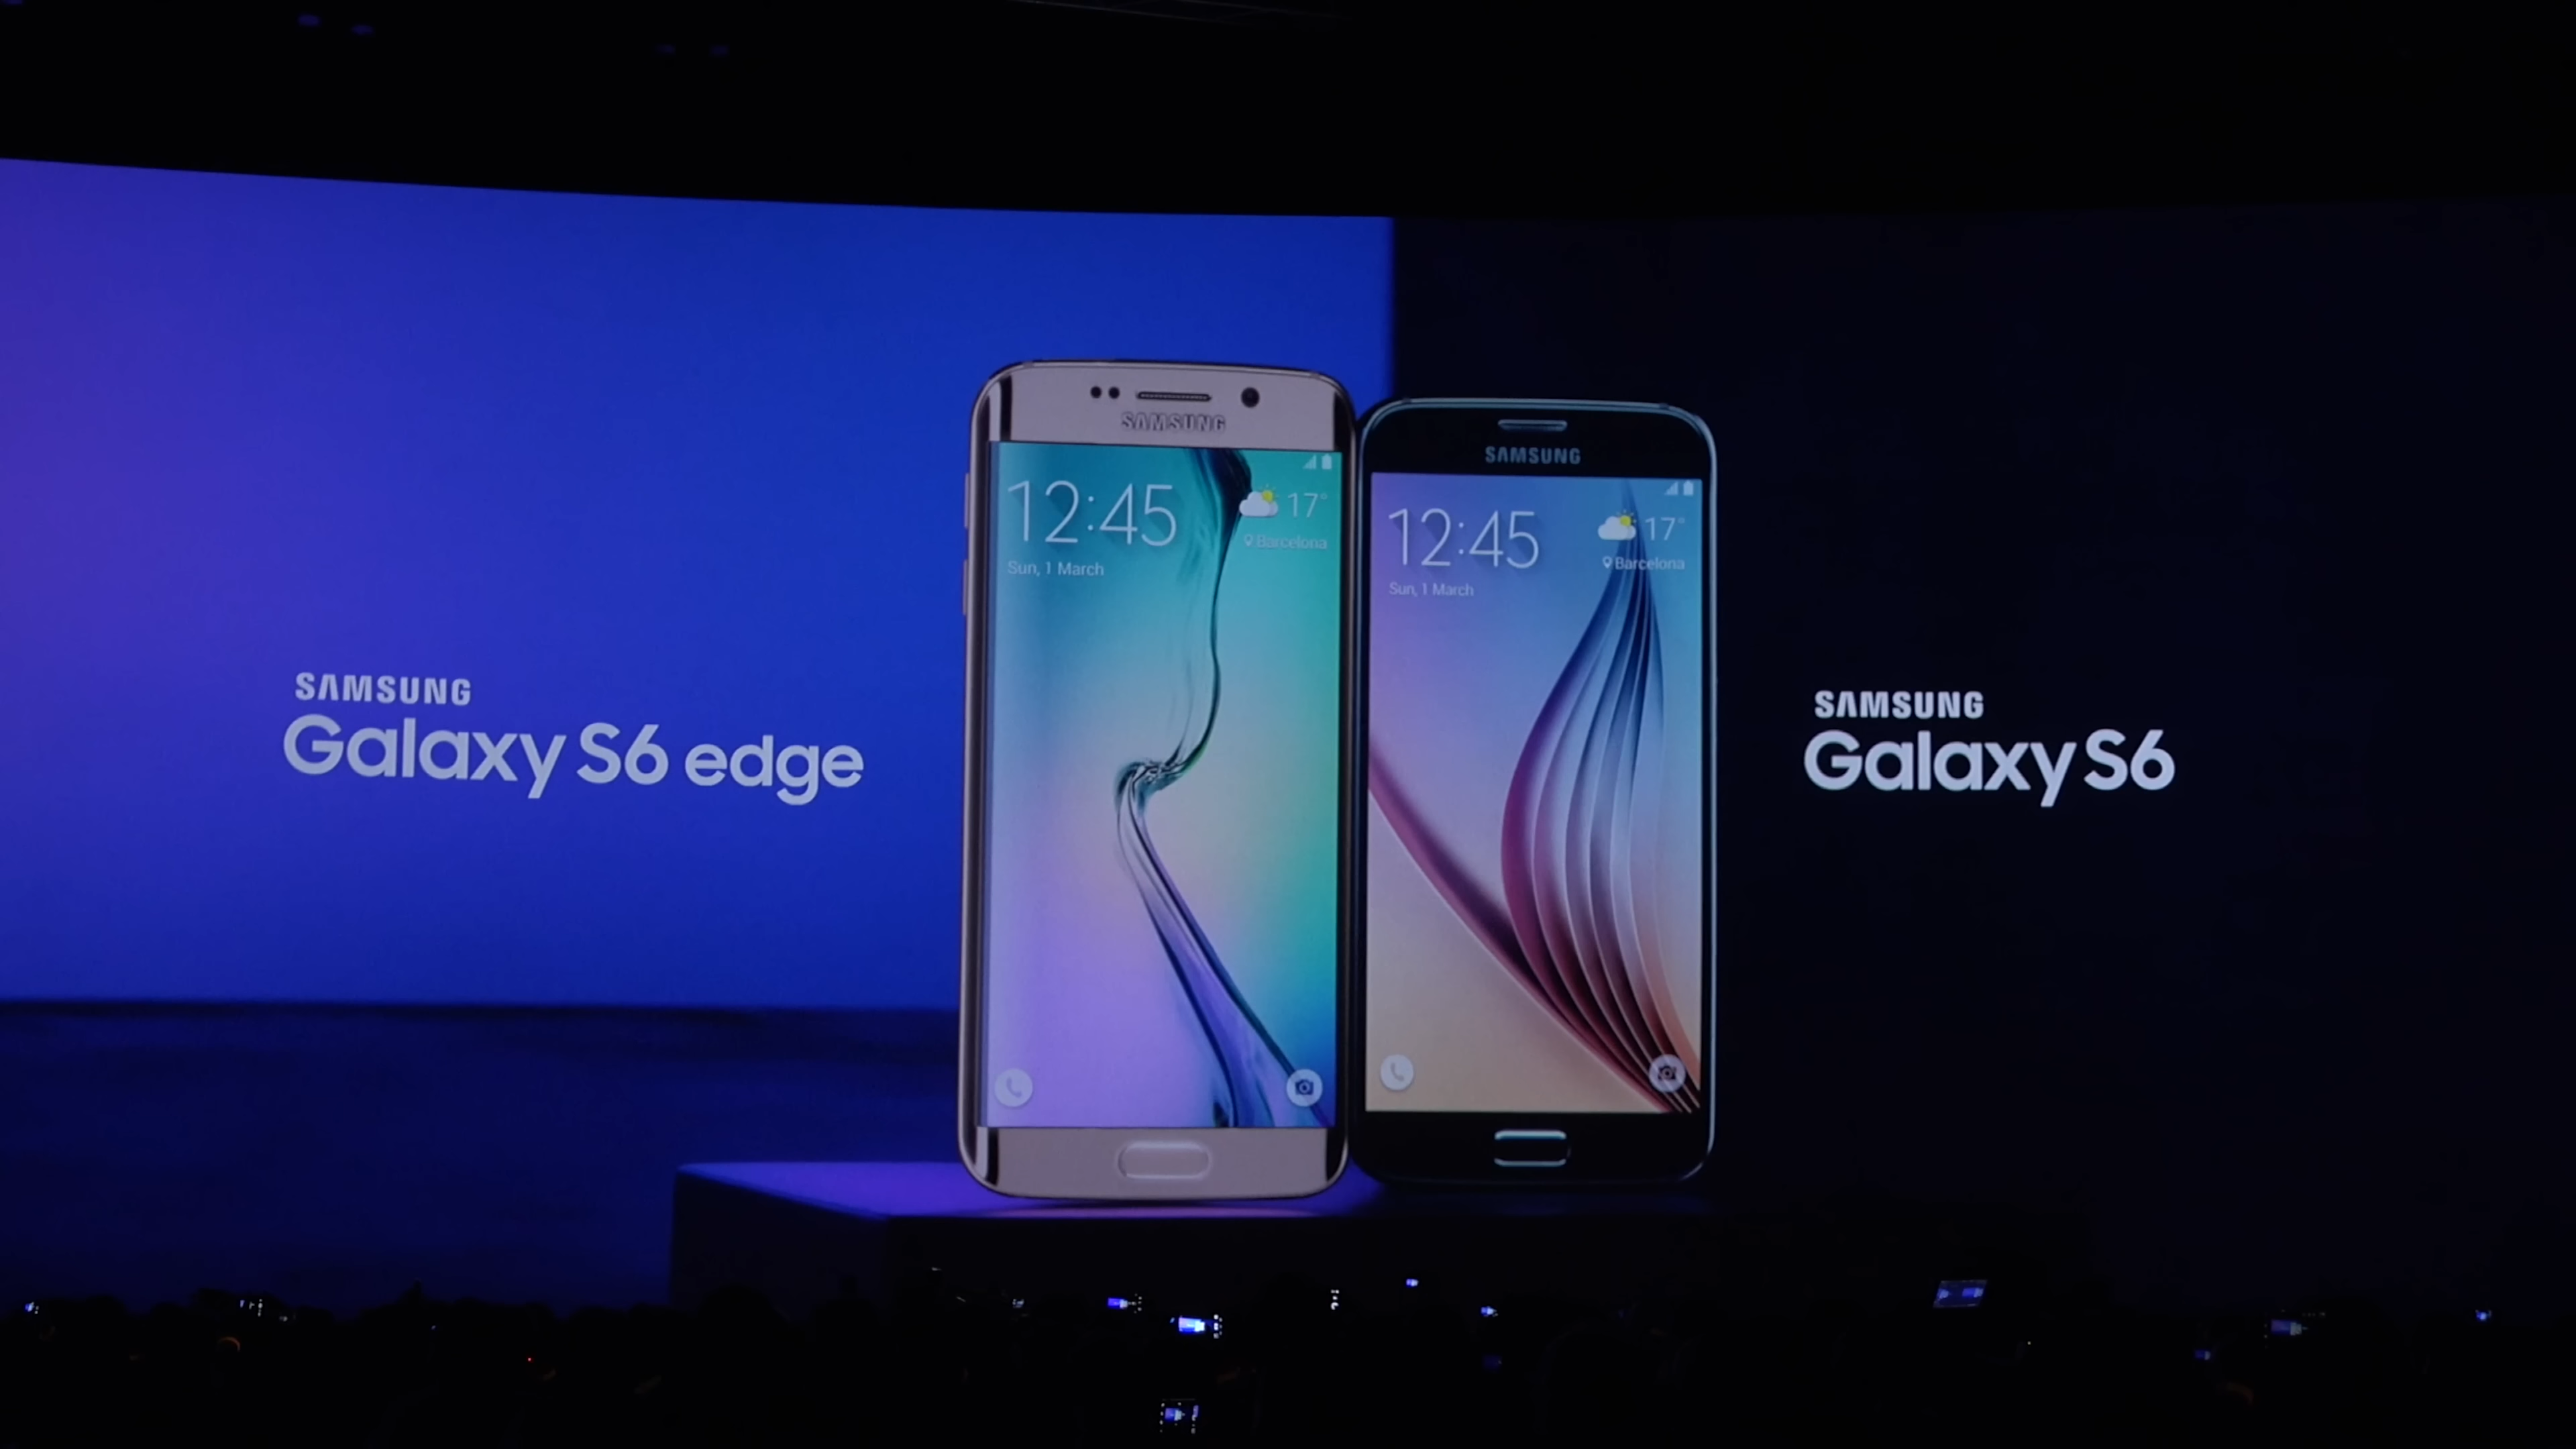 SAMSUNG
Galaxy S6 edge
SAMSUNG
12:45
17°
Barcelona
Sun, 1 March
SAMSUNG
12:45
17°
Barcelona
Sun, 1 March
SAMSUNG
Galaxy S6